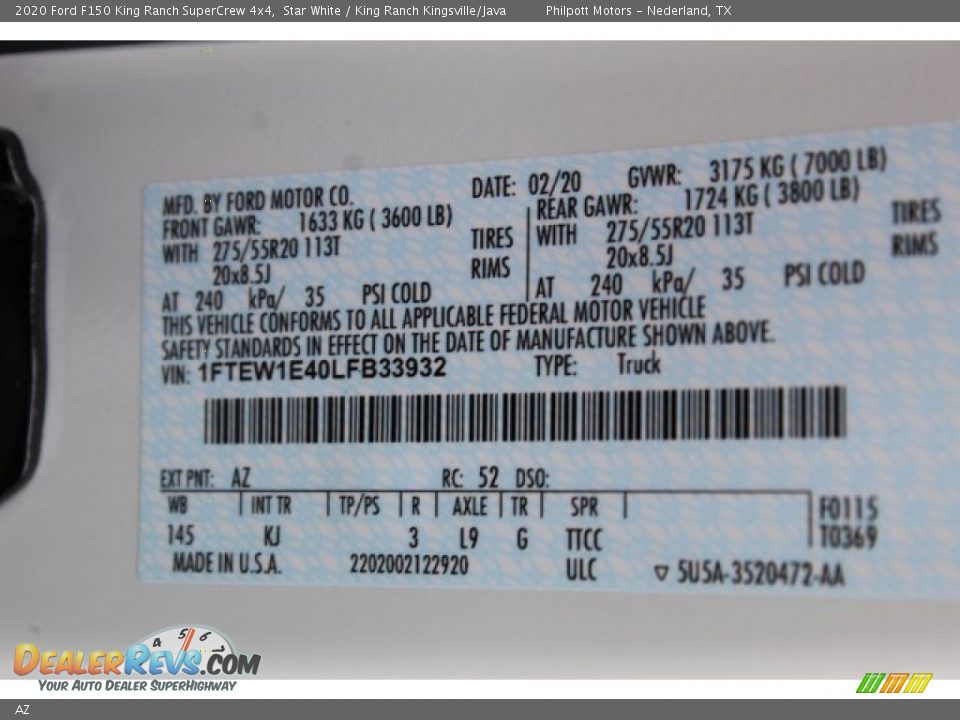 2020 Ford F150 King Ranch SuperCrew 4x4, Star White / King Ranch Kingsville/Java Philpott Motors - Nederland, TX
MFD. BY FORD MOTOR CO. DATE: 02/20 GVWR: 3175 KG ( 7000 LB)
FRONT GAWR: 1633 KG ( 3600 LB) REAR GAWR: 1724 KG ( 3800 LB)
WITH 275/55R20 113T TIRES WITH 275/55R20 113T TIRES
20x8.5J RIMS 20x8.5J RIMS
AT 240 kPa/ 35 PSI COLD AT 240 kPa/ 35 PSI COLD
THIS VEHICLE CONFORMS TO ALL APPLICABLE FEDERAL MOTOR VEHICLE
SAFETY STANDARDS IN EFFECT ON THE DATE OF MANUFACTURE SHOWN ABOVE.
VIN: 1FTEW1E40LFB33932 TYPE: Truck
EXT PNT: AZ RC: 52 DSO:
WB INT TR TP/PS R AXLE TR SPR F0115
145 KJ 3 L9 G TTCC T0369
MADE IN U.S.A. 2202002122920 ULC ▽ 5U5A-3520472-AA
4 5 6 7
DEALERREVS.COM
YOUR AUTO DEALER SUPERHIGHWAY
AZ